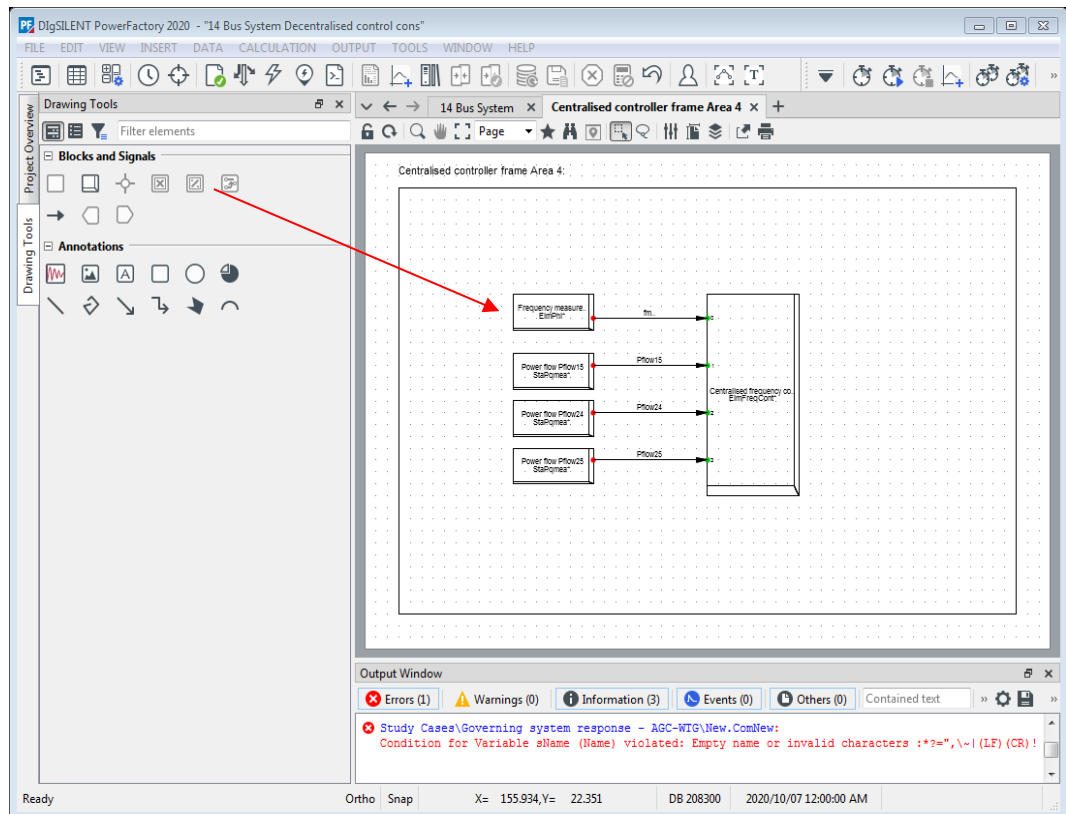 DIgSILENT PowerFactory 2020 - "14 Bus System Decentralised control cons"
FILE EDIT VIEW INSERT DATA CALCULATION OUTPUT TOOLS WINDOW HELP
Project Overview
Drawing Tools
Drawing Tools
Filter elements
Blocks and Signals
Annotations
14 Bus System
Centralised controller frame Area 4
Page
Centralised controller frame Area 4:
Frequency measure..
ElmPhi*
fm..
0
Power flow Pflow15
StaPqmea*
Pflow15
1
Centralised frequency co..
ElmFreqCont*
Power flow Pflow24
StaPqmea*
Pflow24
2
Power flow Pflow25
StaPqmea*
Pflow25
3
Output Window
Errors (1) Warnings (0) Information (3) Events (0) Others (0) Contained text
Study Cases\Governing system response - AGC-WTG\New.ComNew:
Condition for Variable sName (Name) violated: Empty name or invalid characters :*?=",\~|(LF)(CR)!
Ready Ortho Snap X= 155.934,Y= 22.351 DB 208300 2020/10/07 12:00:00 AM